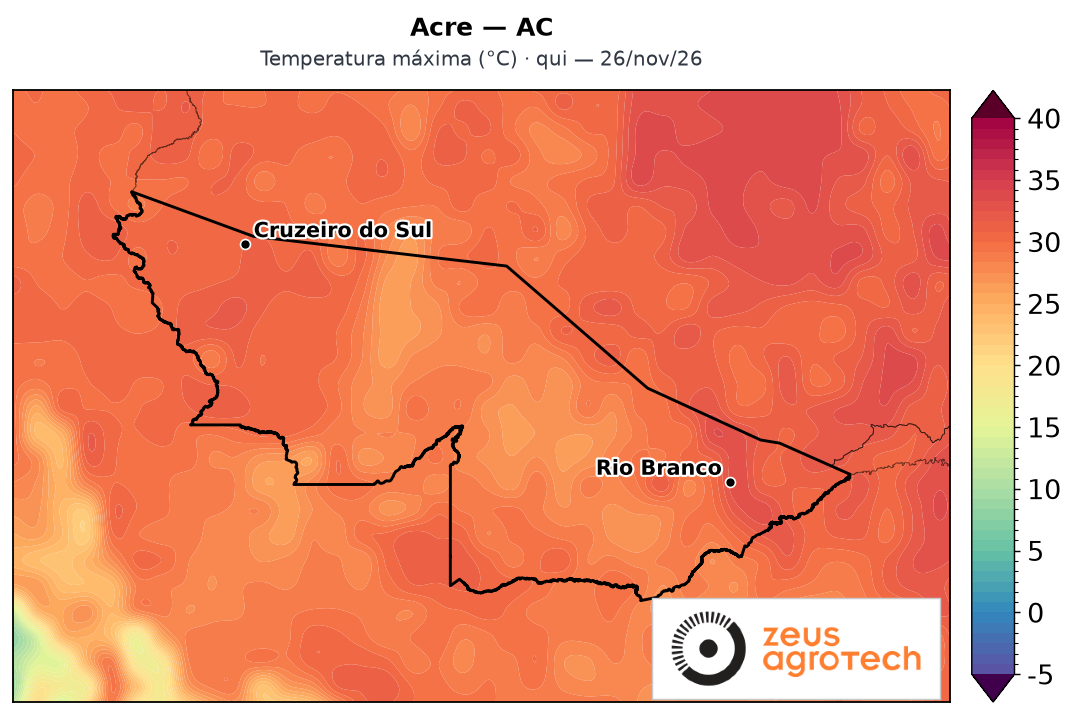 Acre — AC
Temperatura máxima (°C) · qui — 26/nov/26
Cruzeiro do Sul
Rio Branco
40
35
30
25
20
15
10
5
0
-5
zeus
agrotech